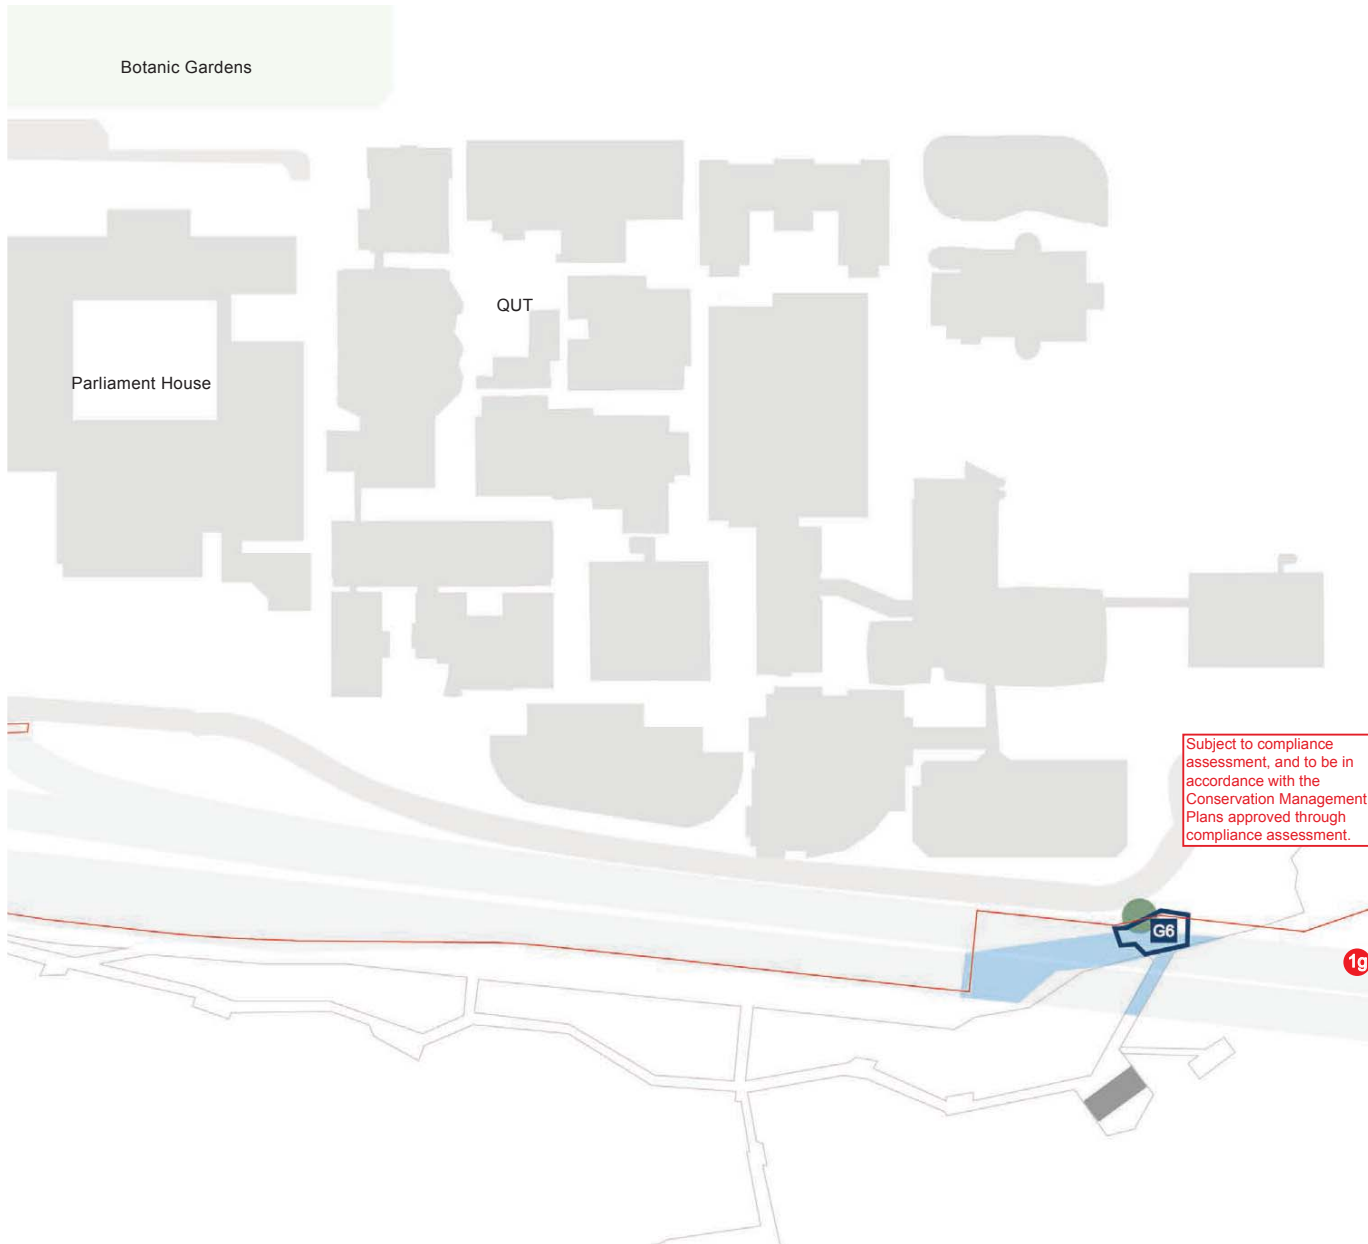 Botanic Gardens
QUT
Parliament House
Subject to compliance
assessment, and to be in
accordance with the
Conservation Management
Plans approved through
compliance assessment.
G6
1g